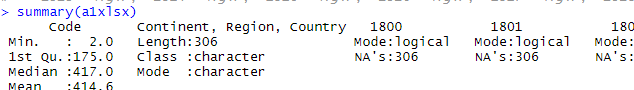 > summary(a1xlsx)
Code Continent, Region, Country 1800 1801 180
Min. : 2.0 Length:306 Mode:logical Mode:logical Mode
1st Qu.:175.0 Class :character NA's:306 NA's:306 NA's
Median :417.0 Mode :character
Mean :414.6